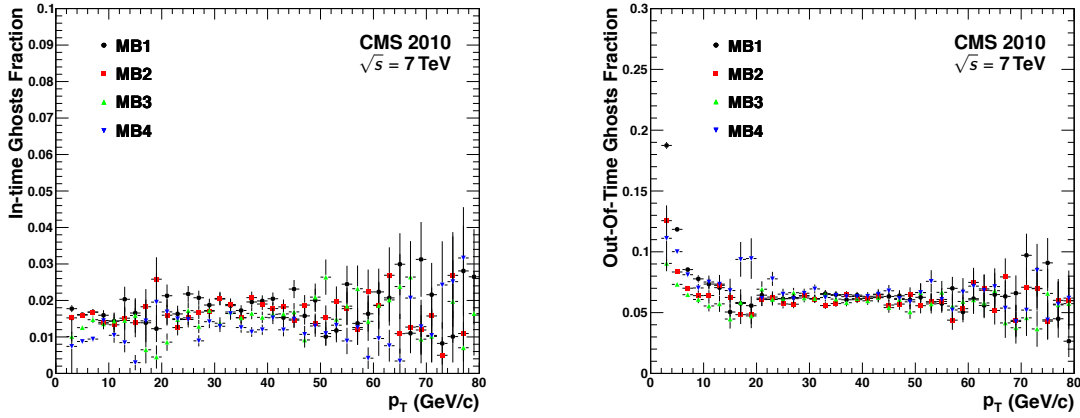 In-time Ghosts Fraction
0.1
0.09
0.08
0.07
0.06
0.05
0.04
0.03
0.02
0.01
0
MB1
MB2
MB3
MB4
CMS 2010
√s = 7 TeV
0 10 20 30 40 50 60 70 80
p_T (GeV/c)
Out-Of-Time Ghosts Fraction
0.3
0.25
0.2
0.15
0.1
0.05
0
MB1
MB2
MB3
MB4
CMS 2010
√s = 7 TeV
0 10 20 30 40 50 60 70 80
p_T (GeV/c)